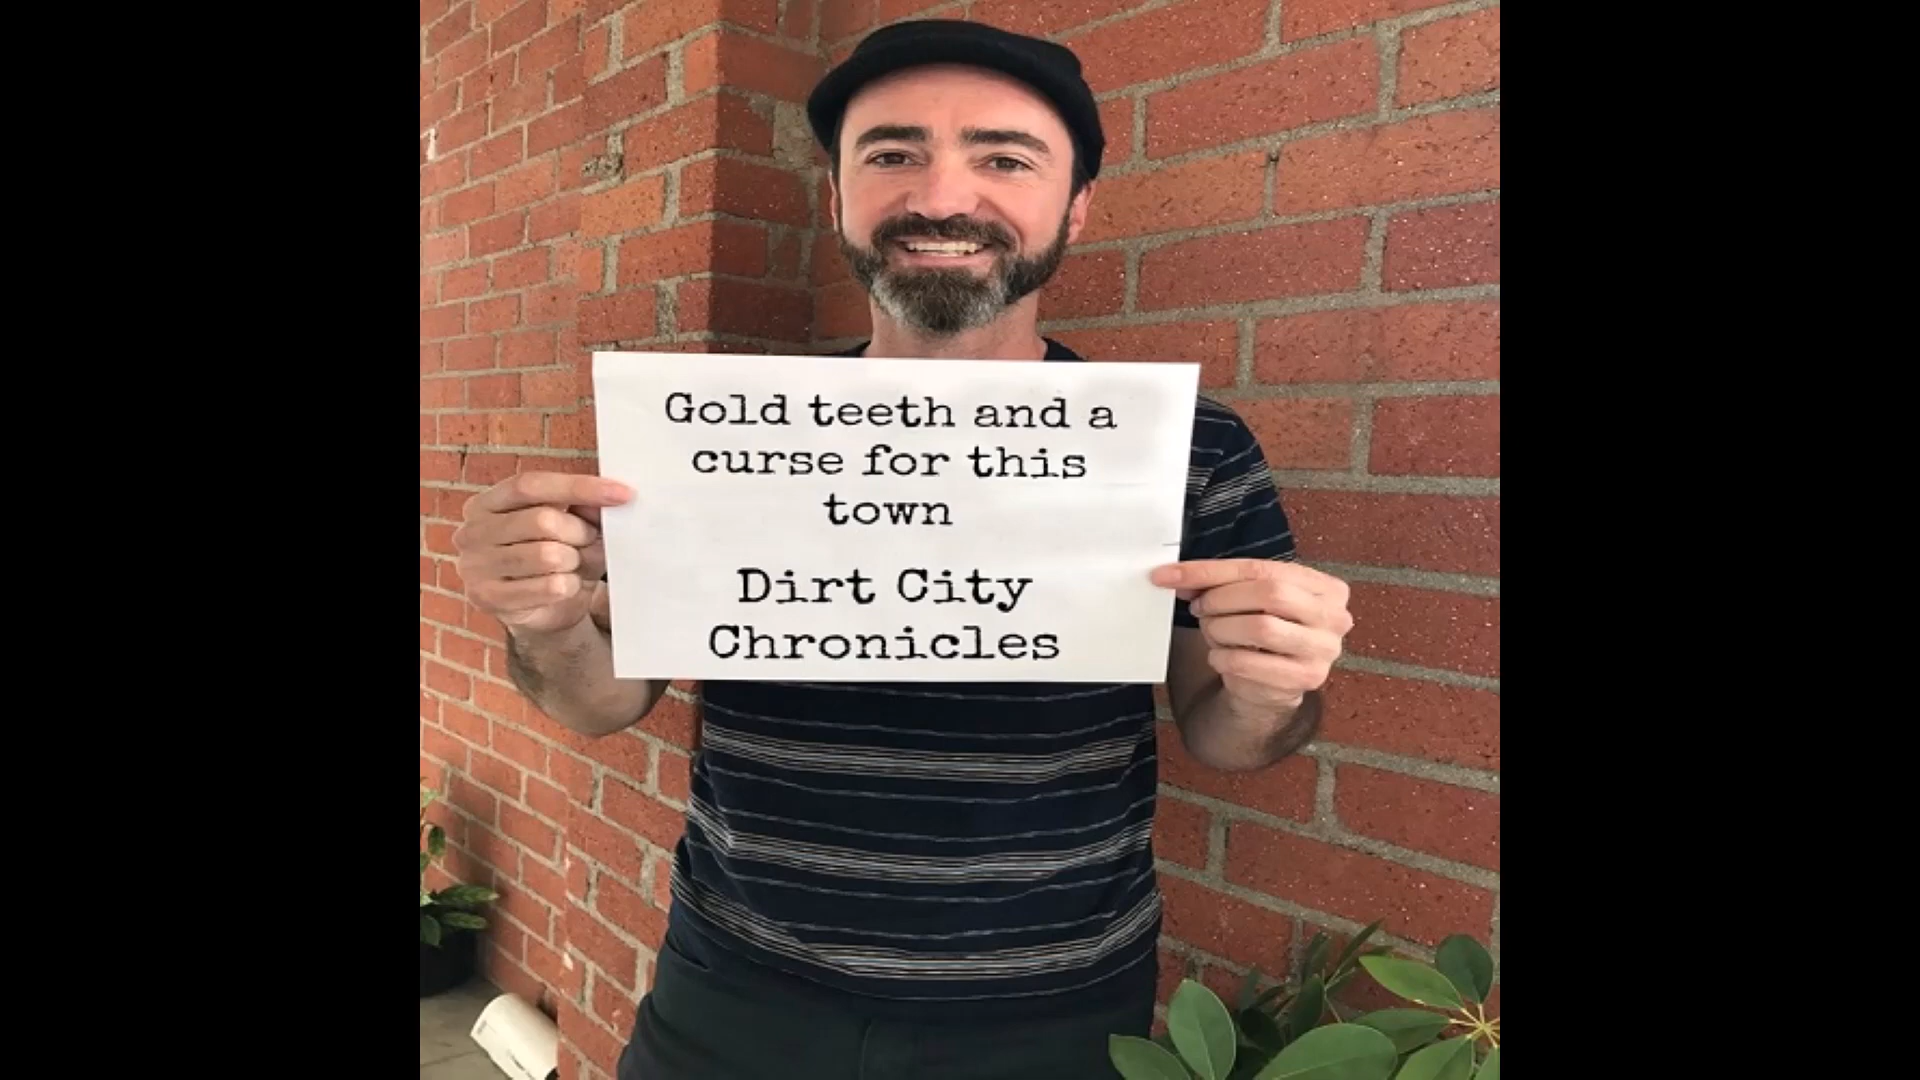 Gold teeth and a
curse for this
town
Dirt City
Chronicles